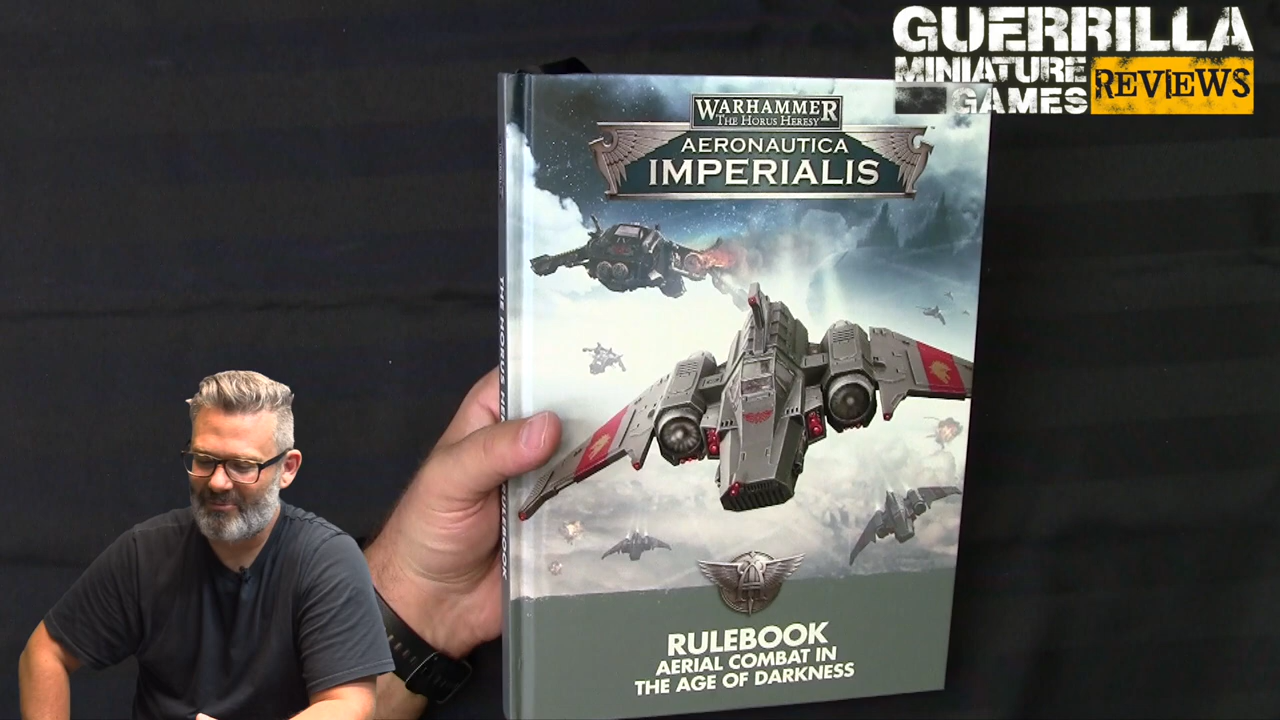 GUERRILLA
MINIATURE
GAMES
REVIEWS
WARHAMMER
THE HORUS HERESY
AERONAUTICA
IMPERIALIS
RULEBOOK
AERIAL COMBAT IN
THE AGE OF DARKNESS